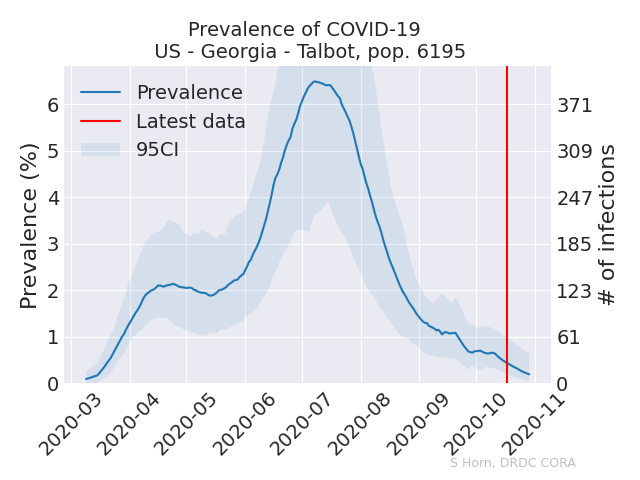 Prevalence of COVID-19
US - Georgia - Talbot, pop. 6195
Prevalence
Latest data
95CI
Prevalence (%)
6
5
4
3
2
1
0
371
309
247
185
123
61
0
# of infections
2020-03
2020-04
2020-05
2020-06
2020-07
2020-08
2020-09
2020-10
2020-11
S Horn, DRDC CORA